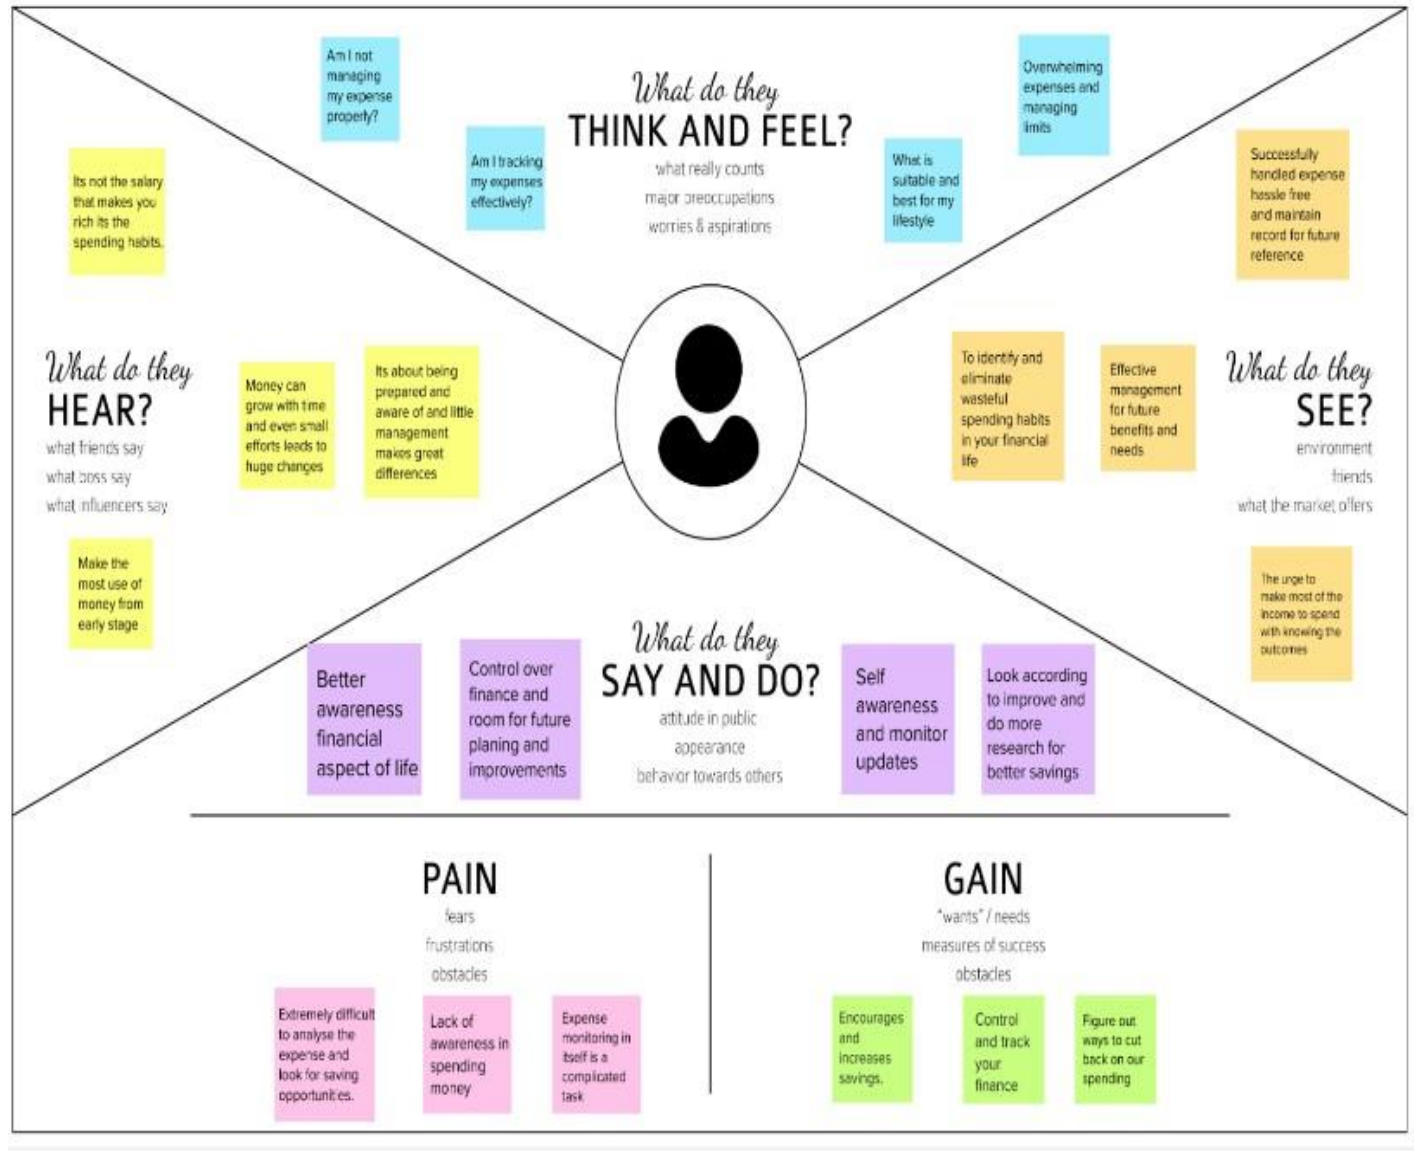 Am I not
managing
my expense
properly?
Am I tracking
my expenses
effectively?
What do they
THINK AND FEEL?
what really counts
major preoccupations
worries & aspirations
What is
suitable and
best for my
lifestyle
Overwhelming
expenses and
managing
limits
Its not the salary
that makes you
rich its the
spending habits.
What do they
HEAR?
what friends say
what boss say
what influencers say
Money can
grow with time
and even small
efforts leads to
huge changes
Its about being
prepared and
aware of and little
management
makes great
differences
Make the
most use of
money from
early stage
Successfully
handled expense
hassle free
and maintain
record for future
reference
To identify and
eliminate
wasteful
spending habits
in your financial
life
Effective
management
for future
benefits and
needs
What do they
SEE?
environment
friends
what the market offers
The urge to
make most of the
income to spend
with knowing the
outcomes
Better
awareness
financial
aspect of life
Control over
finance and
room for future
planing and
improvements
What do they
SAY AND DO?
attitude in public
appearance
behavior towards others
Self
awareness
and monitor
updates
Look according
to improve and
do more
research for
better savings
PAIN
fears
frustrations
obstacles
Extremely difficult
to analyse the
expense and
look for saving
opportunities.
Lack of
awareness in
spending
money
Expense
monitoring in
itself is a
complicated
task
GAIN
"wants" / needs
measures of success
obstacles
Encourages
and
increases
savings.
Control
and track
your
finance
Figure out
ways to cut
back on our
spending